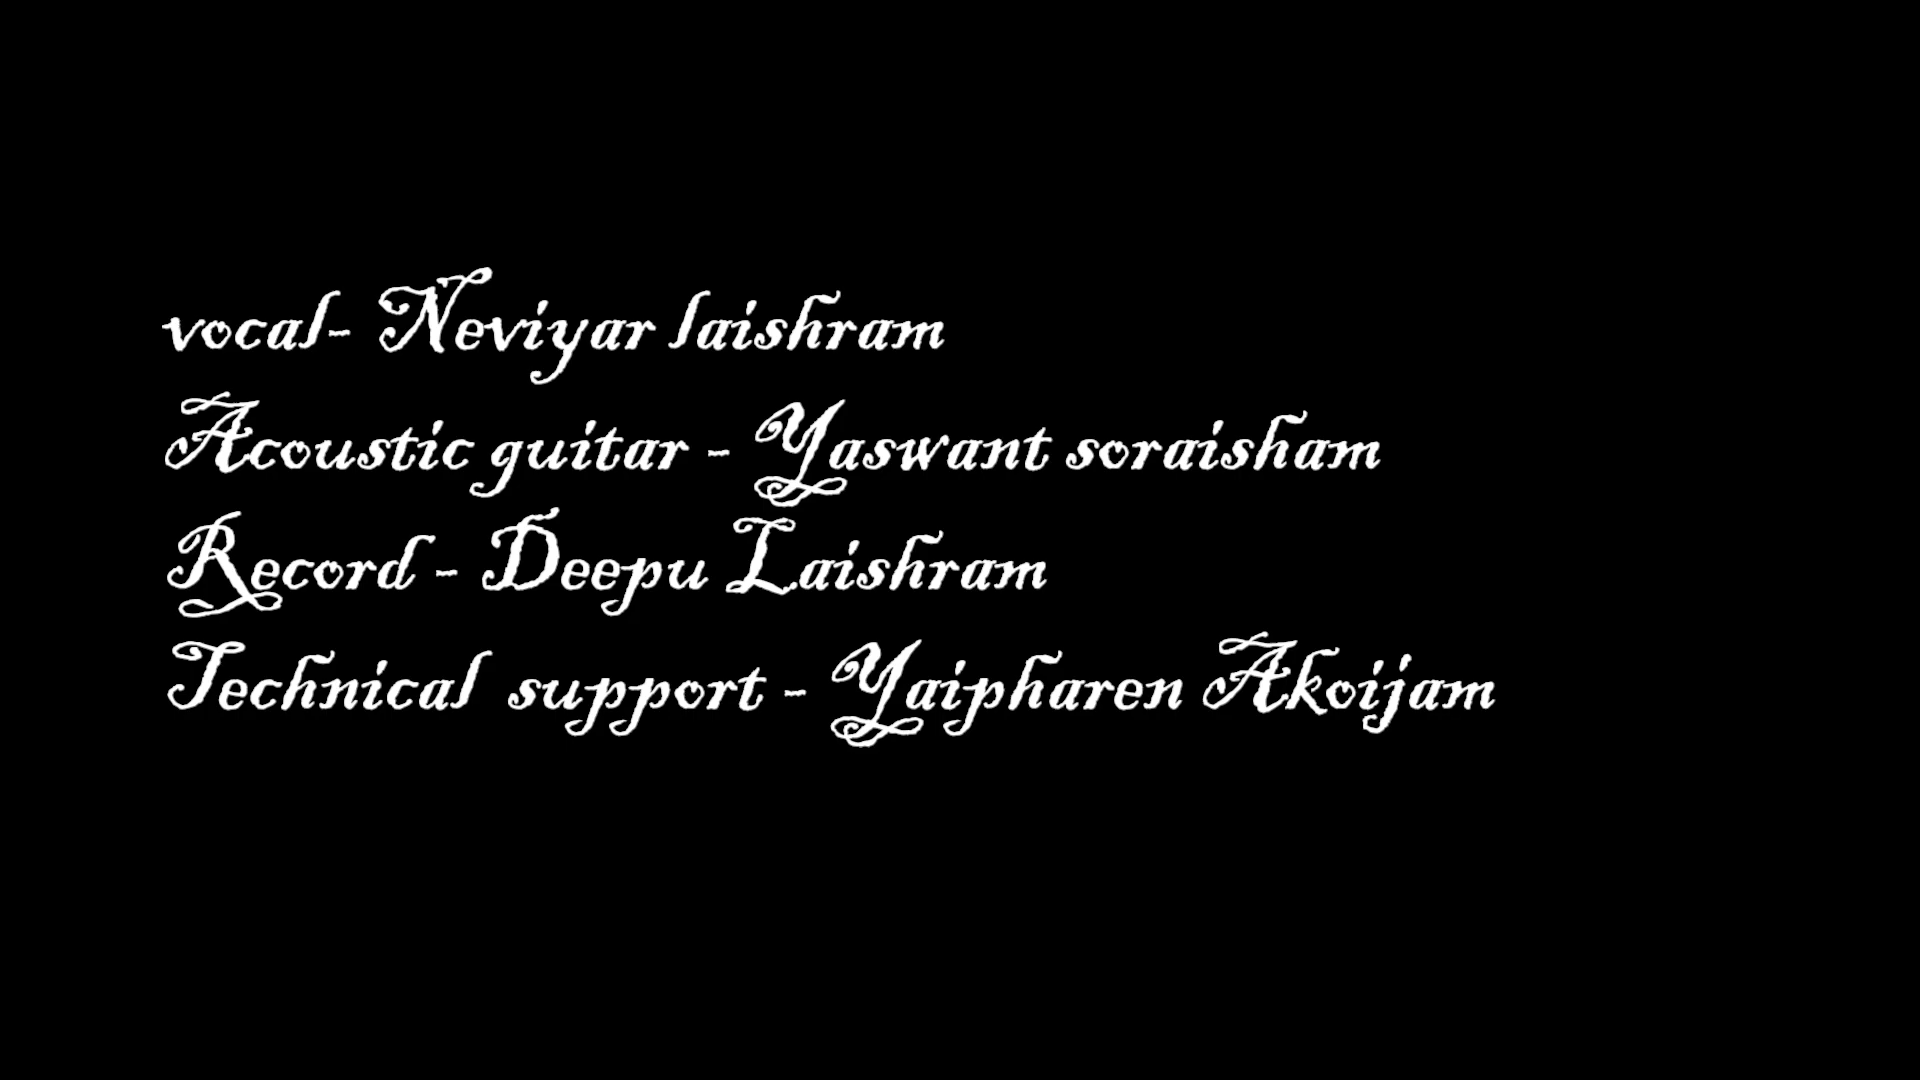 vocal- Neviyar laishram
Acoustic guitar - Yaswant soraisham
Record - Deepu Laishram
Technical  support - Yaipharen Akoijam